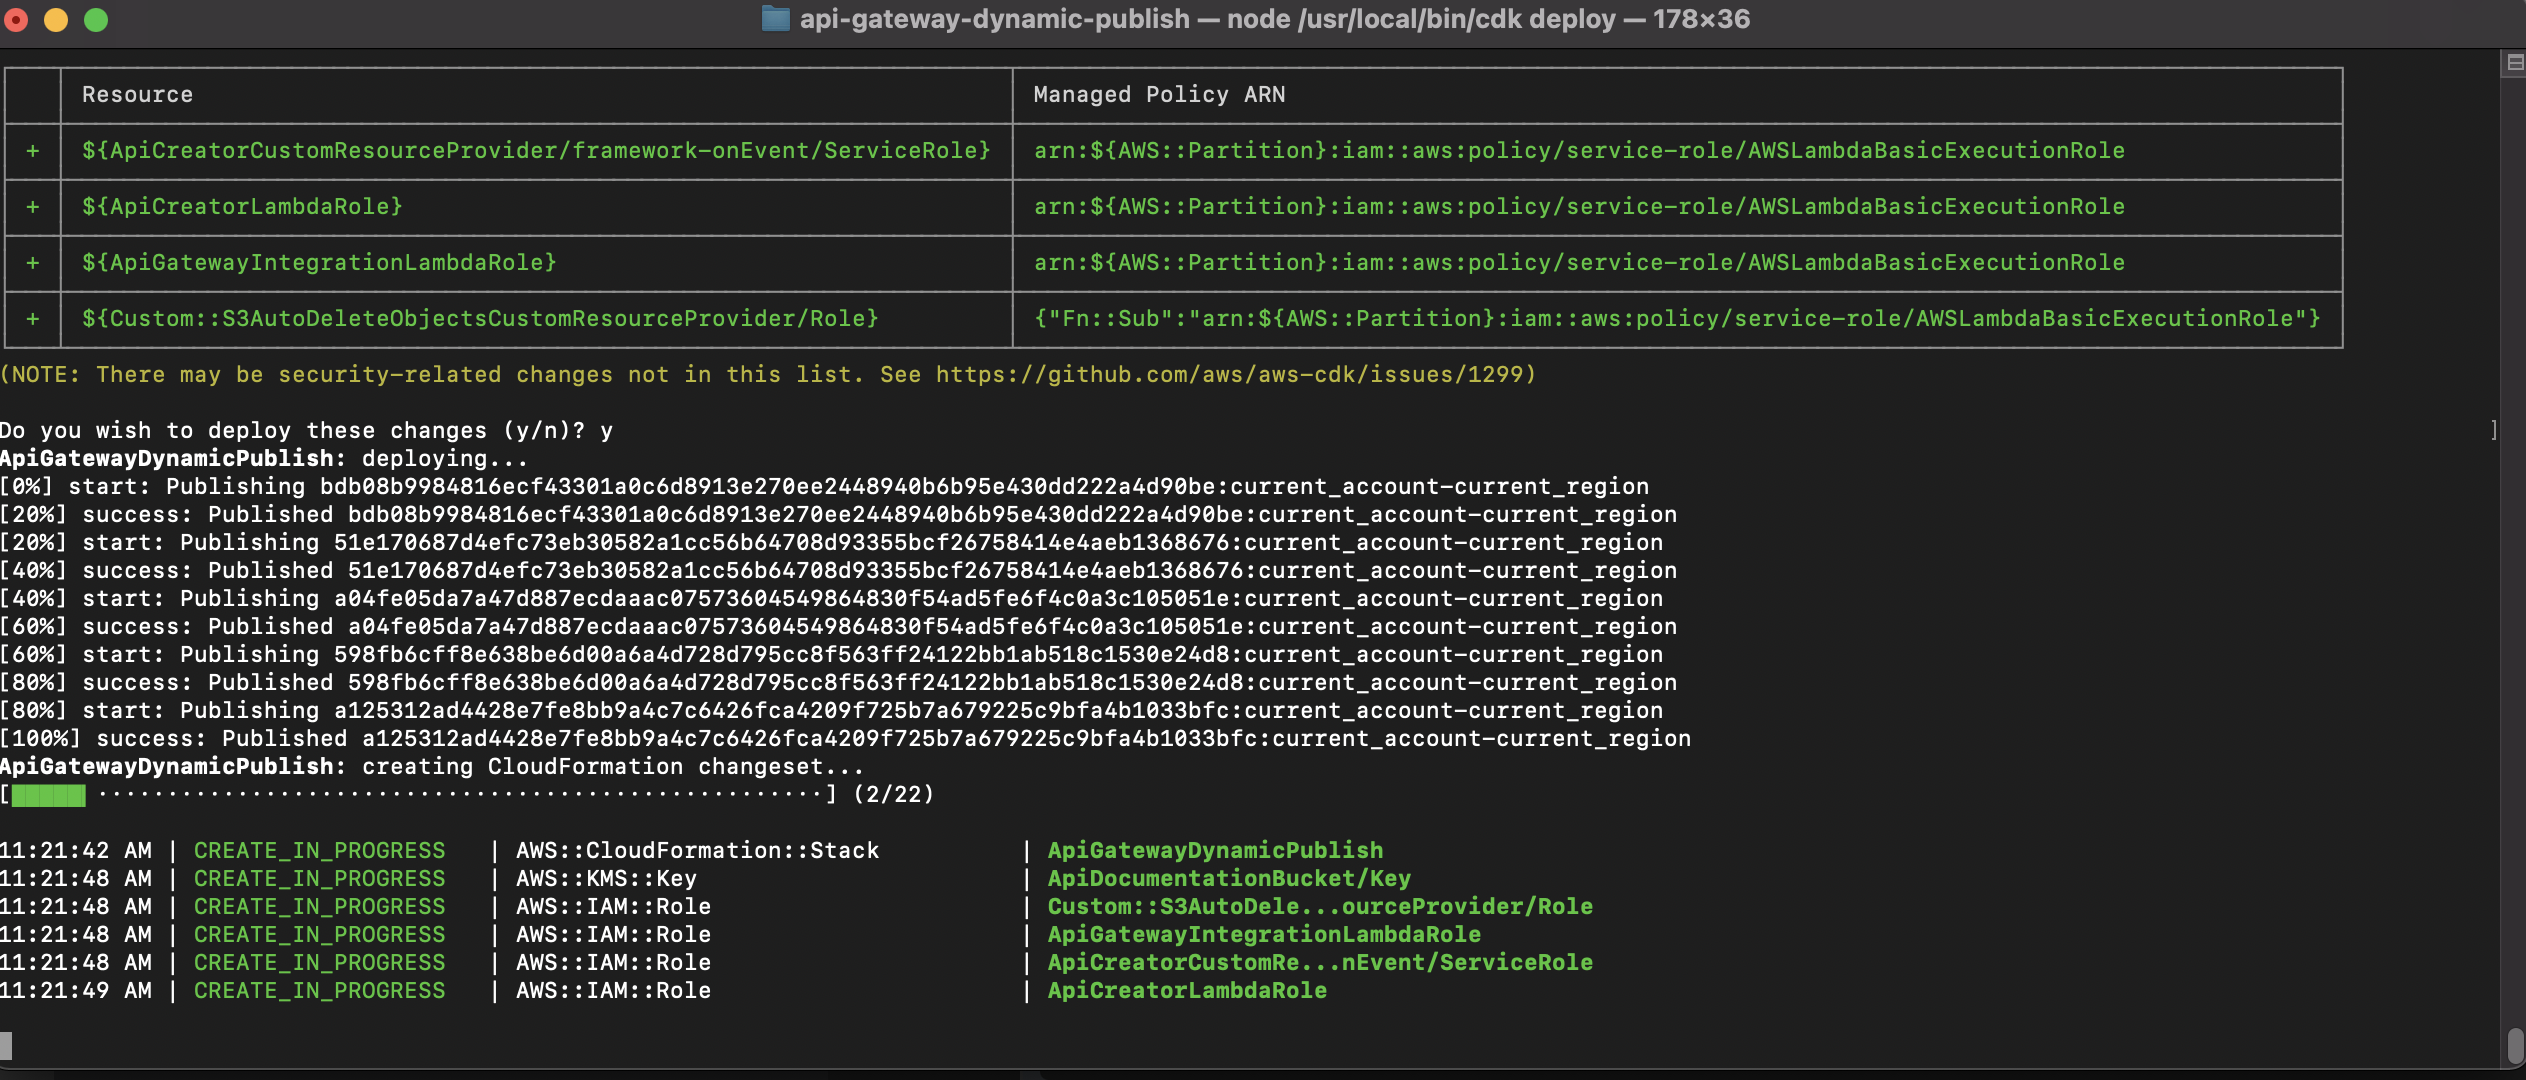 api-gateway-dynamic-publish — node /usr/local/bin/cdk deploy — 178×36
Resource Managed Policy ARN
+ ${ApiCreatorCustomResourceProvider/framework-onEvent/ServiceRole} arn:${AWS::Partition}:iam::aws:policy/service-role/AWSLambdaBasicExecutionRole
+ ${ApiCreatorLambdaRole} arn:${AWS::Partition}:iam::aws:policy/service-role/AWSLambdaBasicExecutionRole
+ ${ApiGatewayIntegrationLambdaRole} arn:${AWS::Partition}:iam::aws:policy/service-role/AWSLambdaBasicExecutionRole
+ ${Custom::S3AutoDeleteObjectsCustomResourceProvider/Role} {"Fn::Sub":"arn:${AWS::Partition}:iam::aws:policy/service-role/AWSLambdaBasicExecutionRole"}
(NOTE: There may be security-related changes not in this list. See https://github.com/aws/aws-cdk/issues/1299)
Do you wish to deploy these changes (y/n)? y ]
ApiGatewayDynamicPublish: deploying...
[0%] start: Publishing bdb08b9984816ecf43301a0c6d8913e270ee2448940b6b95e430dd222a4d90be:current_account-current_region
[20%] success: Published bdb08b9984816ecf43301a0c6d8913e270ee2448940b6b95e430dd222a4d90be:current_account-current_region
[20%] start: Publishing 51e170687d4efc73eb30582a1cc56b64708d93355bcf26758414e4aeb1368676:current_account-current_region
[40%] success: Published 51e170687d4efc73eb30582a1cc56b64708d93355bcf26758414e4aeb1368676:current_account-current_region
[40%] start: Publishing a04fe05da7a47d887ecdaaac07573604549864830f54ad5fe6f4c0a3c105051e:current_account-current_region
[60%] success: Published a04fe05da7a47d887ecdaaac07573604549864830f54ad5fe6f4c0a3c105051e:current_account-current_region
[60%] start: Publishing 598fb6cff8e638be6d00a6a4d728d795cc8f563ff24122bb1ab518c1530e24d8:current_account-current_region
[80%] success: Published 598fb6cff8e638be6d00a6a4d728d795cc8f563ff24122bb1ab518c1530e24d8:current_account-current_region
[80%] start: Publishing a125312ad4428e7fe8bb9a4c7c6426fca4209f725b7a679225c9bfa4b1033bfc:current_account-current_region
[100%] success: Published a125312ad4428e7fe8bb9a4c7c6426fca4209f725b7a679225c9bfa4b1033bfc:current_account-current_region
ApiGatewayDynamicPublish: creating CloudFormation changeset...
[█████ ····················································] (2/22)
11:21:42 AM | CREATE_IN_PROGRESS | AWS::CloudFormation::Stack | ApiGatewayDynamicPublish
11:21:48 AM | CREATE_IN_PROGRESS | AWS::KMS::Key | ApiDocumentationBucket/Key
11:21:48 AM | CREATE_IN_PROGRESS | AWS::IAM::Role | Custom::S3AutoDele...ourceProvider/Role
11:21:48 AM | CREATE_IN_PROGRESS | AWS::IAM::Role | ApiGatewayIntegrationLambdaRole
11:21:48 AM | CREATE_IN_PROGRESS | AWS::IAM::Role | ApiCreatorCustomRe...nEvent/ServiceRole
11:21:49 AM | CREATE_IN_PROGRESS | AWS::IAM::Role | ApiCreatorLambdaRole